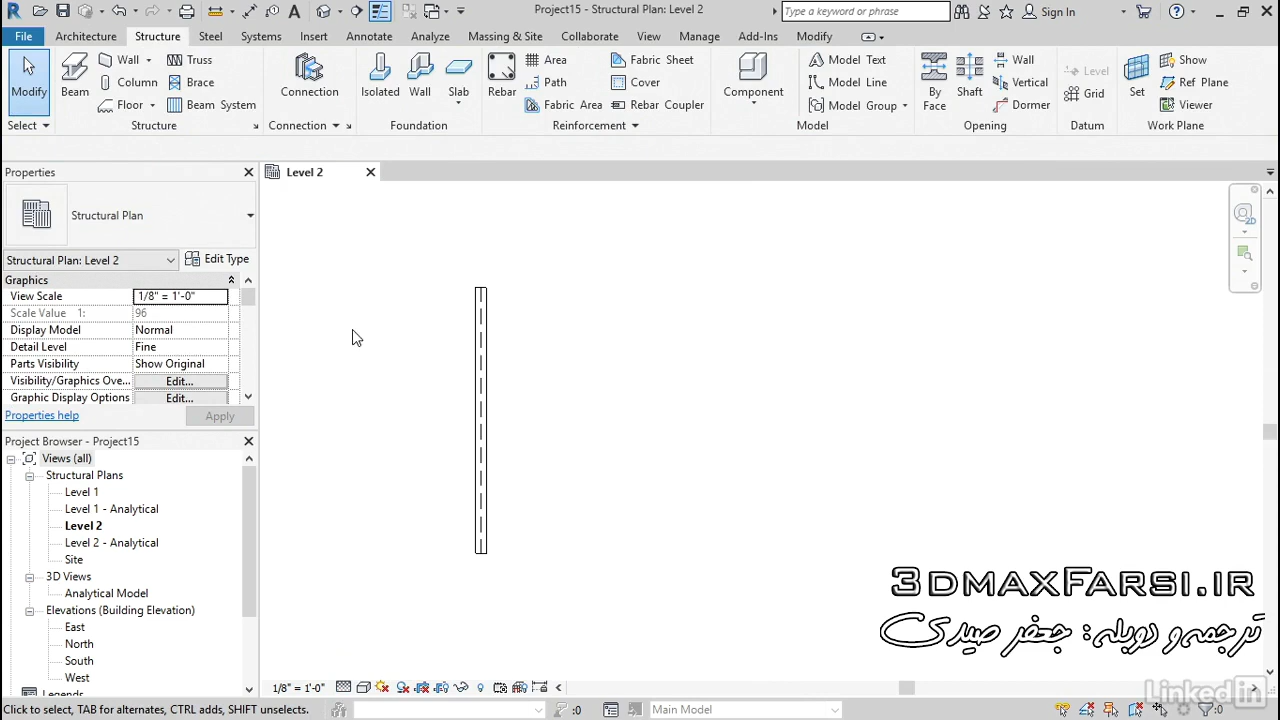 Project15 - Structural Plan: Level 2
Type a keyword or phrase
Sign In
File Architecture Structure Steel Systems Insert Annotate Analyze Massing & Site Collaborate View Manage Add-Ins Modify
Modify
Select
Beam
Wall
Column
Floor
Truss
Brace
Beam System
Structure
Connection
Connection
Isolated
Wall
Slab
Foundation
Rebar
Area
Path
Fabric Area
Fabric Sheet
Cover
Rebar Coupler
Reinforcement
Component
Model Text
Model Line
Model Group
Model
By Face
Shaft
Wall
Vertical
Dormer
Opening
Level
Grid
Datum
Set
Show
Ref Plane
Viewer
Work Plane
Properties
Level 2
Structural Plan
Structural Plan: Level 2
Edit Type
Graphics
View Scale 1/8" = 1'-0"
Scale Value 1: 96
Display Model Normal
Detail Level Fine
Parts Visibility Show Original
Visibility/Graphics Ove... Edit...
Graphic Display Options Edit...
Properties help
Apply
Project Browser - Project15
Views (all)
Structural Plans
Level 1
Level 1 - Analytical
Level 2
Level 2 - Analytical
Site
3D Views
Analytical Model
Elevations (Building Elevation)
East
North
South
West
Legends
2D
3DMAXFARSI.IR
ترجمه و دوبله: جعفر صیدی
LinkedIn
1/8" = 1'-0"
Click to select, TAB for alternates, CTRL adds, SHIFT unselects.
:0
Main Model
:0